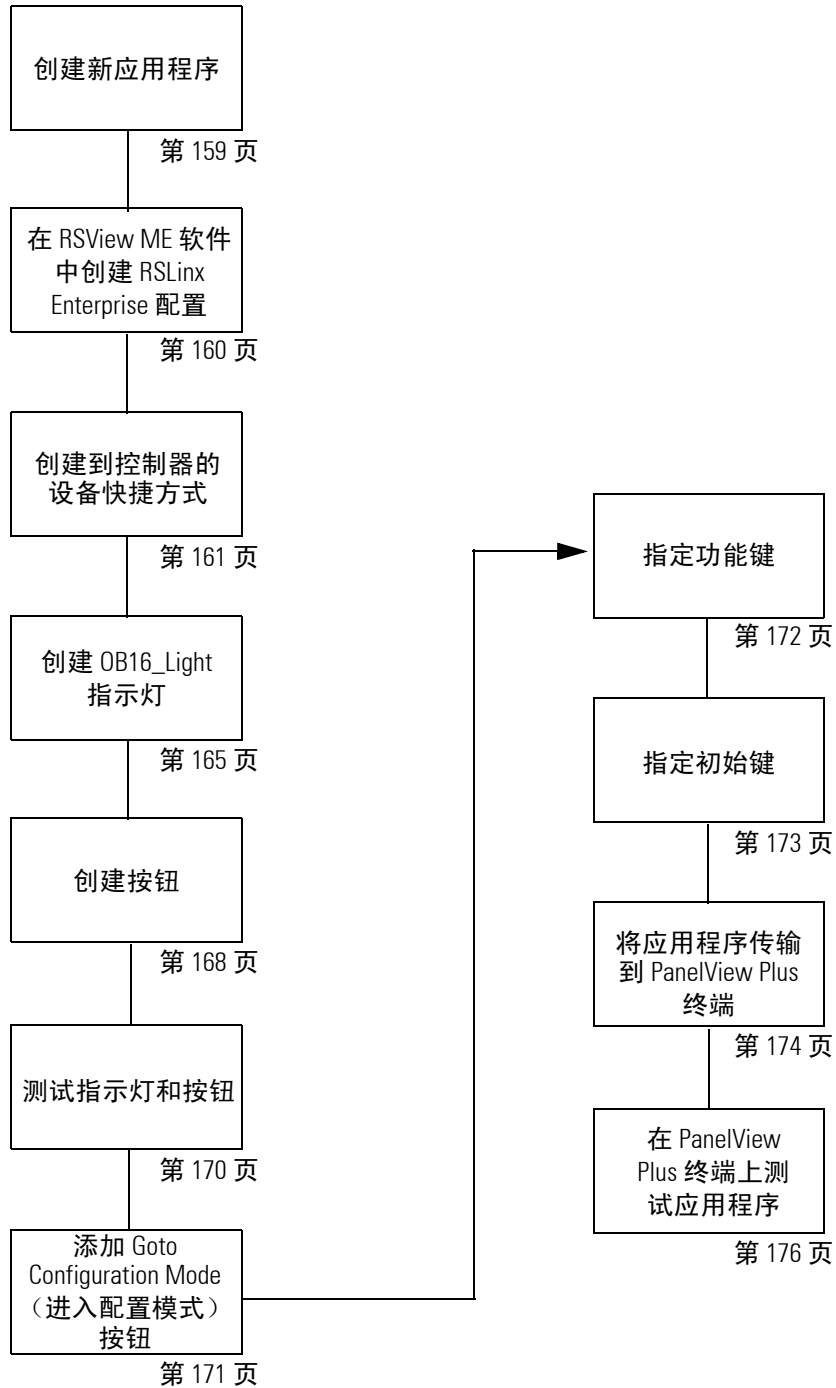 创建新应用程序
第 159 页
在 RSView ME 软件
中创建 RSLinx
Enterprise 配置
第 160 页
创建到控制器的
设备快捷方式
第 161 页
创建 OB16_Light
指示灯
第 165 页
创建按钮
第 168 页
测试指示灯和按钮
第 170 页
添加 Goto
Configuration Mode
（进入配置模式）
按钮
第 171 页
指定功能键
第 172 页
指定初始键
第 173 页
将应用程序传输
到 PanelView Plus
终端
第 174 页
在 PanelView
Plus 终端上测
试应用程序
第 176 页